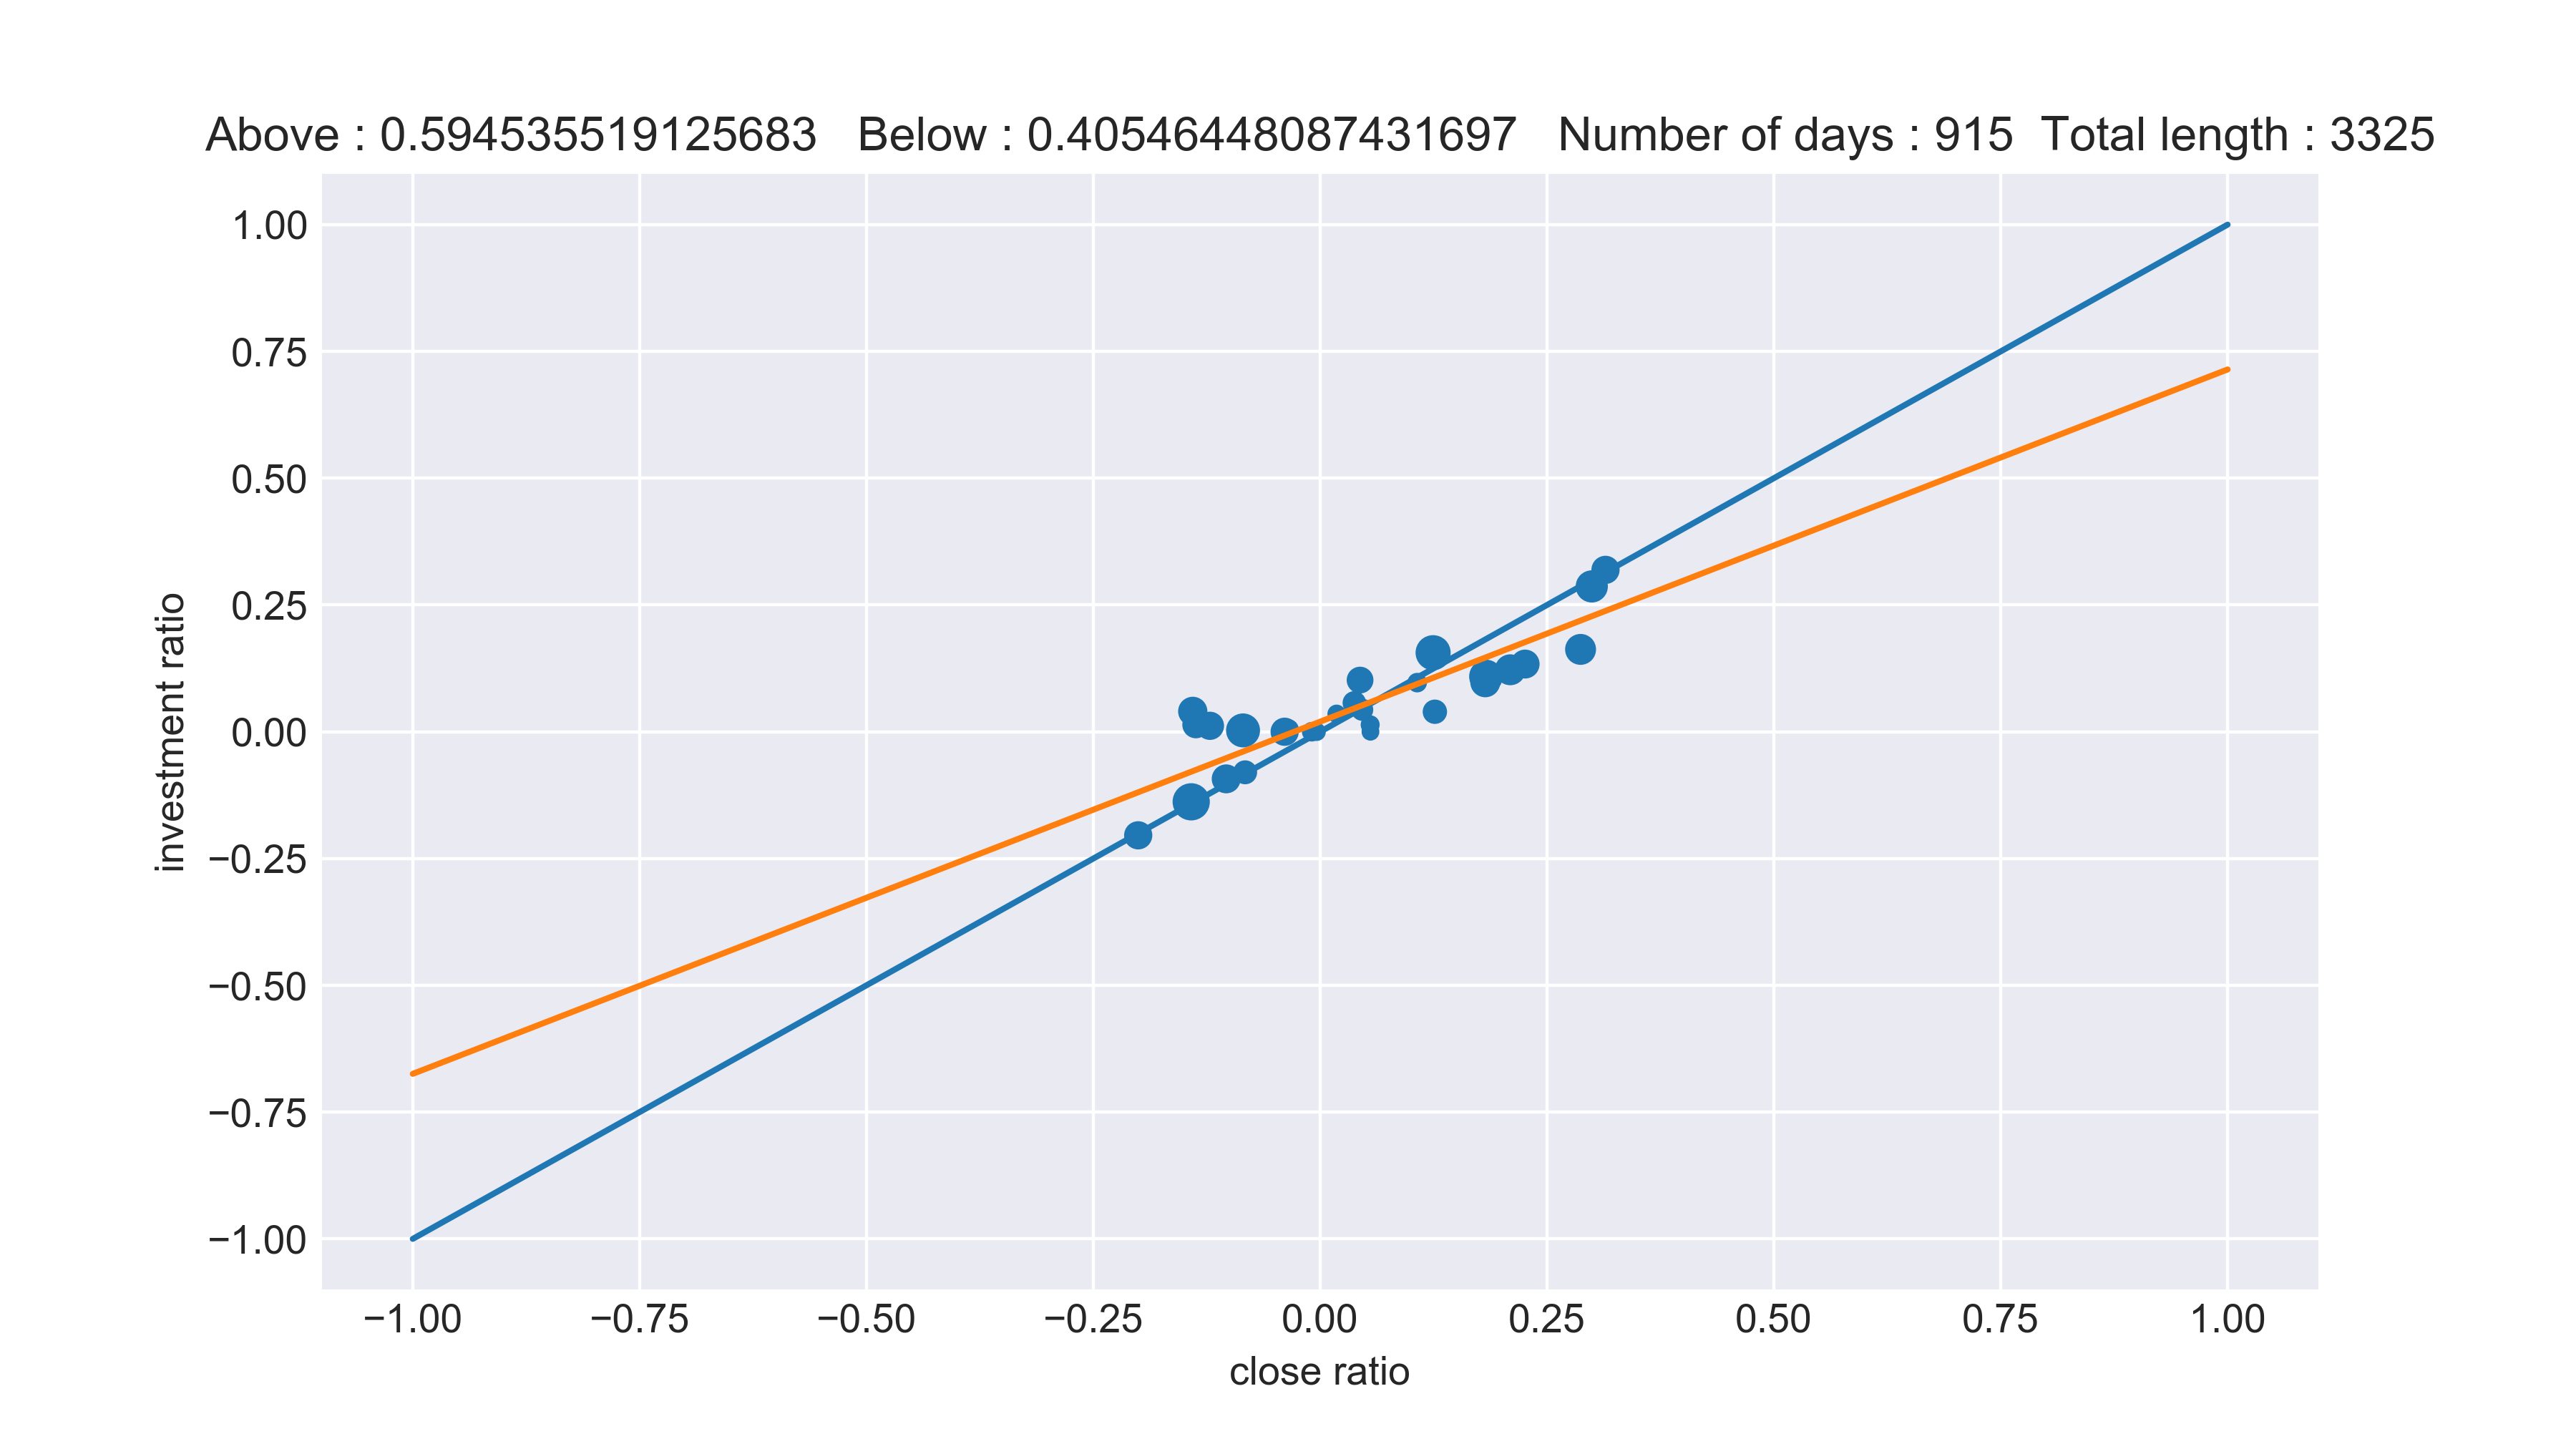 Above : 0.594535519125683   Below : 0.40546448087431697   Number of days : 915  Total length : 3325
1.00
0.75
0.50
0.25
0.00
−0.25
−0.50
−0.75
−1.00
investment ratio
−1.00 −0.75 −0.50 −0.25 0.00 0.25 0.50 0.75 1.00
close ratio